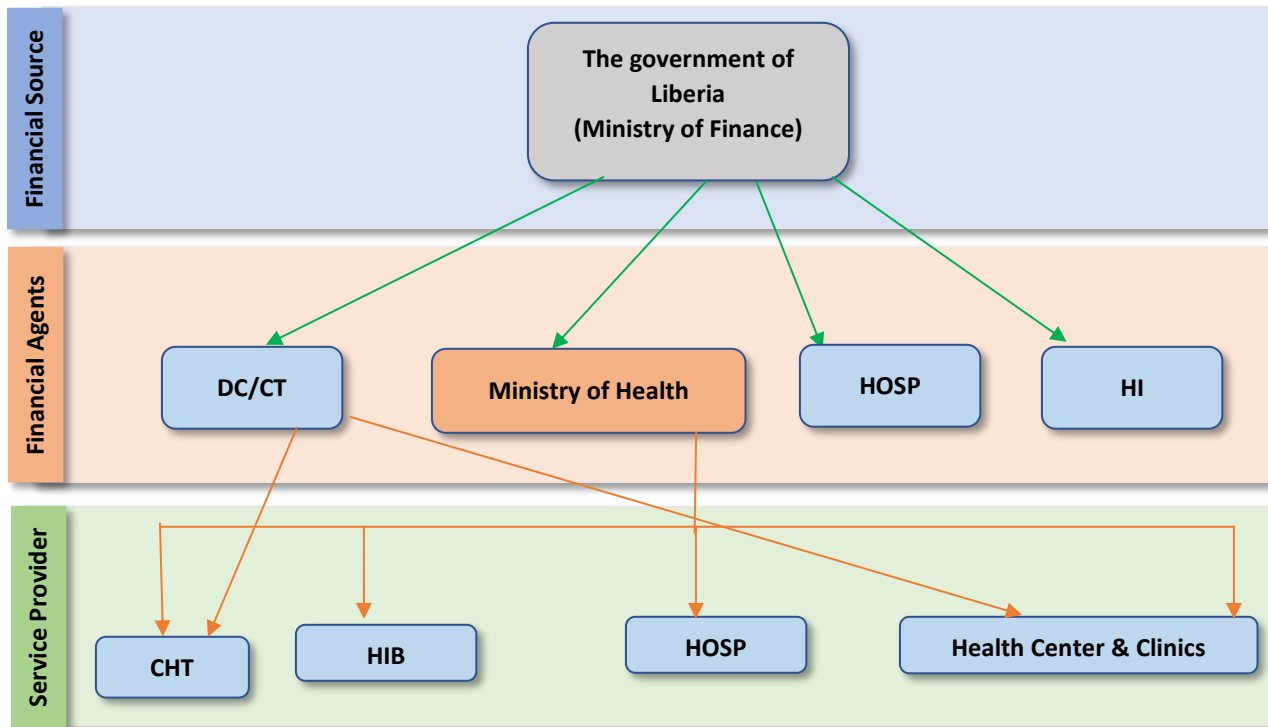 Financial Source
The government of
Liberia
(Ministry of Finance)
Financial Agents
DC/CT
Ministry of Health
HOSP
HI
Service Provider
CHT
HIB
HOSP
Health Center & Clinics